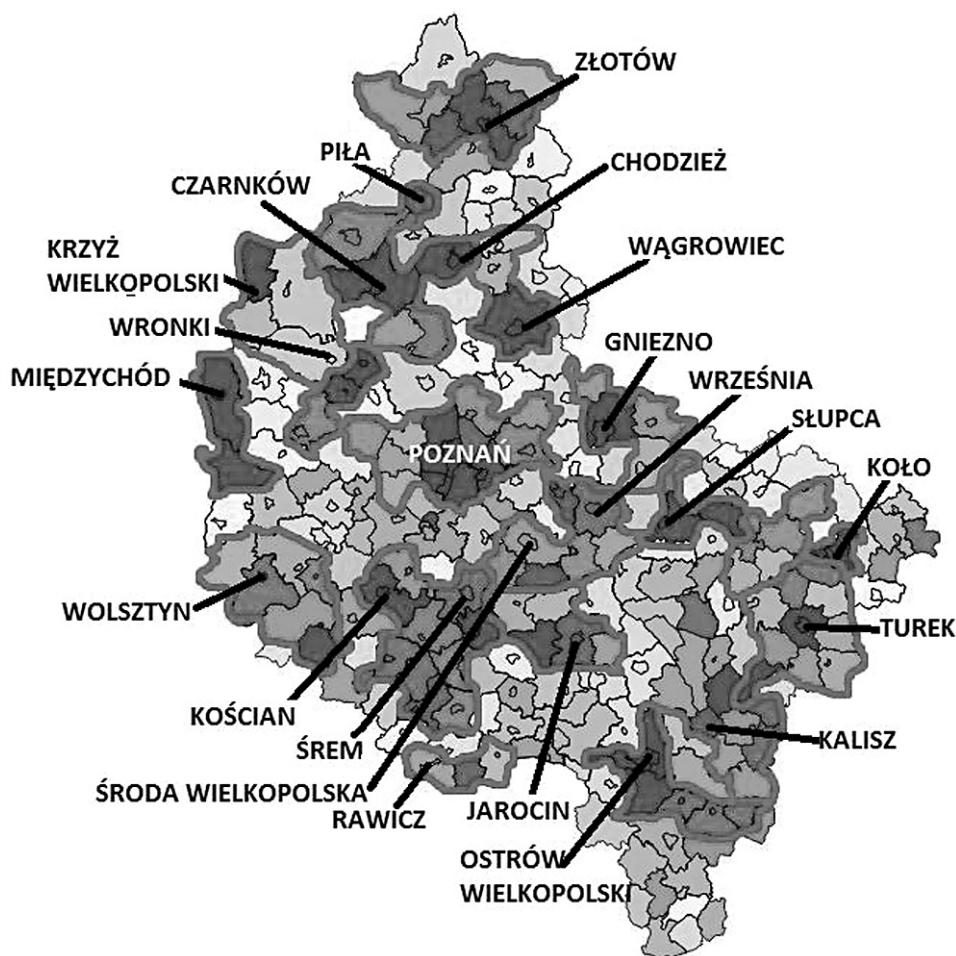 ZŁOTÓW
PIŁA
CHODZIEŻ
CZARNKÓW
WĄGROWIEC
KRZYŻ
WIELKOPOLSKI
WRONKI
GNIEZNO
MIĘDZYCHÓD
WRZEŚNIA
SŁUPCA
POZNAŃ
KOŁO
WOLSZTYN
TUREK
KOŚCIAN
KALISZ
ŚREM
ŚRODA WIELKOPOLSKA
RAWICZ
JAROCIN
OSTRÓW
WIELKOPOLSKI